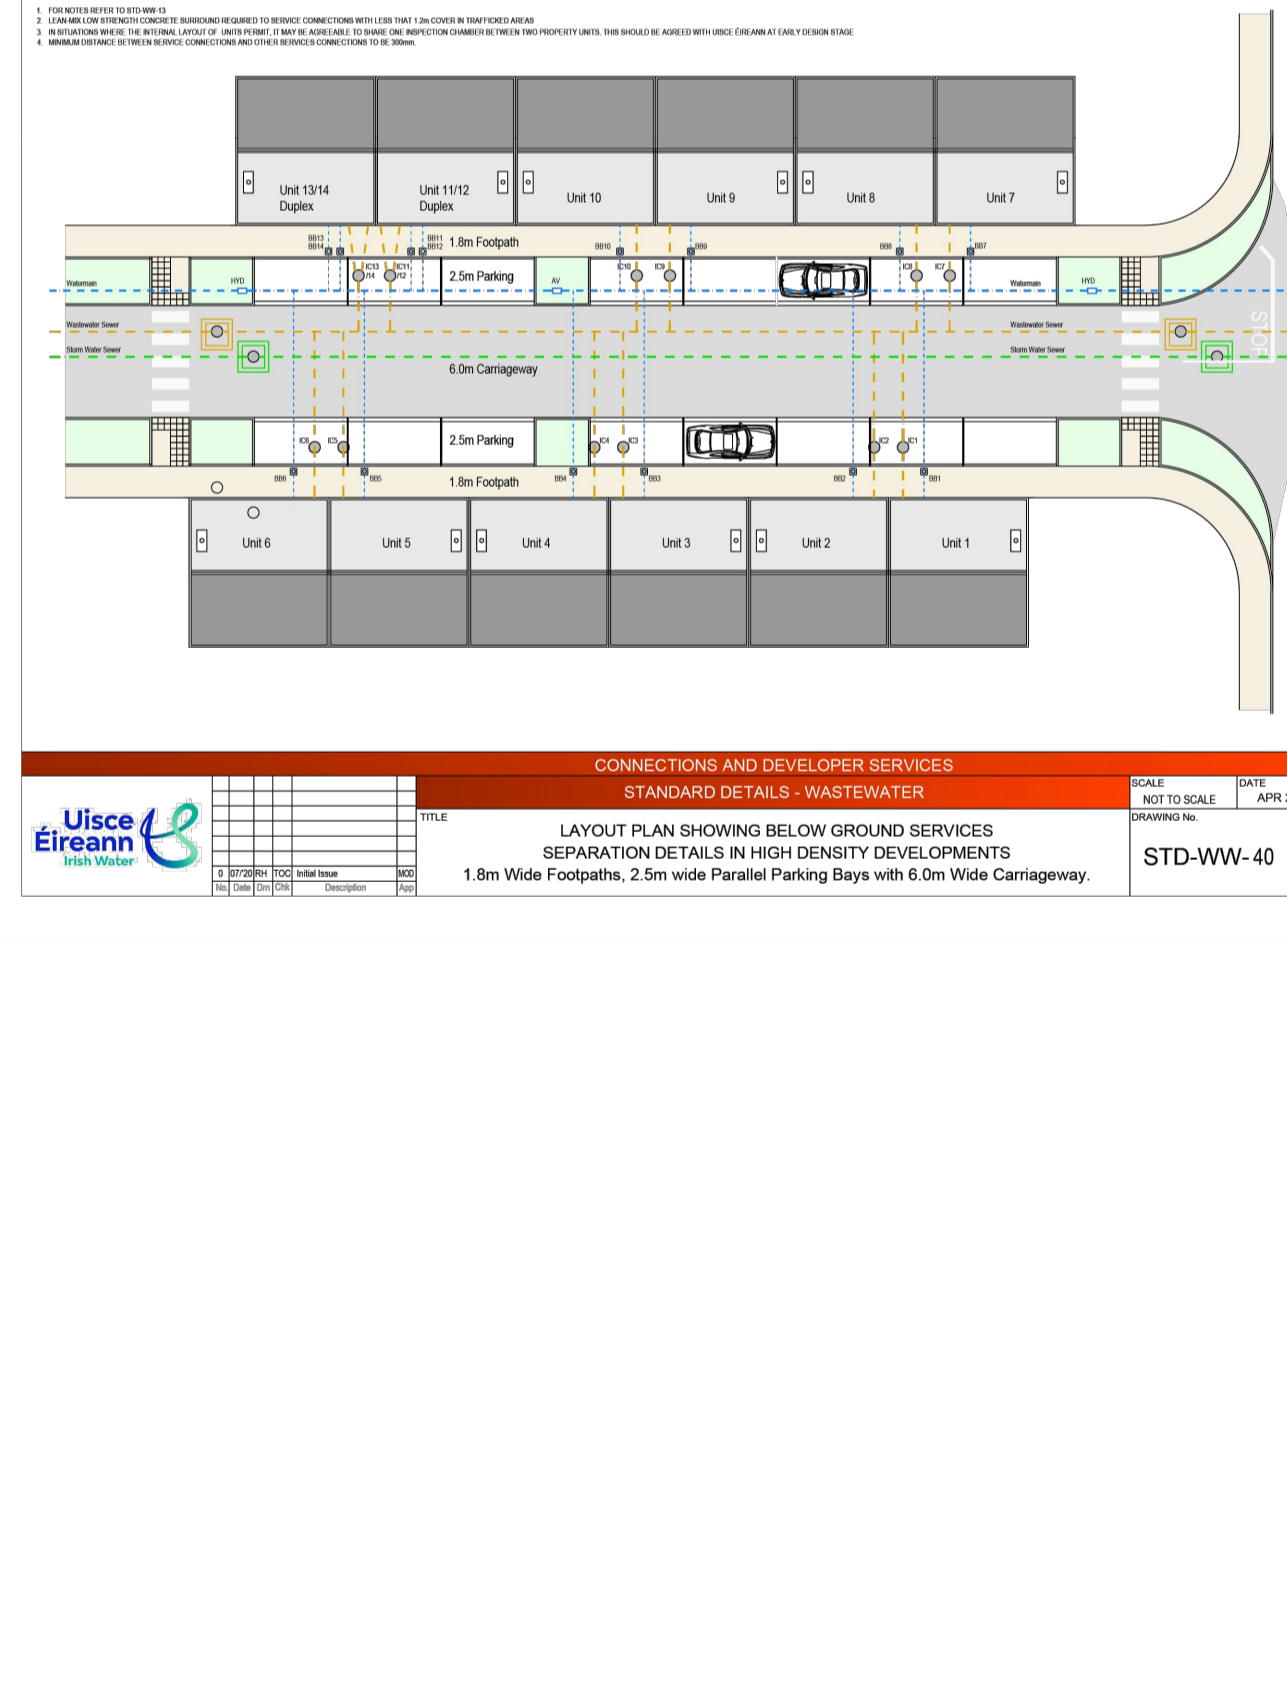 1. FOR NOTES REFER TO STD-WW-13
2. LEAN-MIX LOW STRENGTH CONCRETE SURROUND REQUIRED TO SERVICE CONNECTIONS WITH LESS THAT 1.2m COVER IN TRAFFICKED AREAS
3. IN SITUATIONS WHERE THE INTERNAL LAYOUT OF UNITS PERMIT, IT MAY BE AGREEABLE TO SHARE ONE INSPECTION CHAMBER BETWEEN TWO PROPERTY UNITS. THIS SHOULD BE AGREED WITH UISCE ÉIREANN AT EARLY DESIGN STAGE
4. MINIMUM DISTANCE BETWEEN SERVICE CONNECTIONS AND OTHER SERVICES CONNECTIONS TO BE 300mm.
Unit 13/14
Duplex
Unit 11/12
Duplex
Unit 10
Unit 9
Unit 8
Unit 7
BB13
BB14
BB11
BB12
1.8m Footpath
BB10
BB9
BB8
BB7
IC13
/14
IC11
/12
2.5m Parking
IC10
IC9
IC8
IC7
Watermain
HYD
AV
Watermain
HYD
Wastewater Sewer
Wastewater Sewer
STOP
Storm Water Sewer
Storm Water Sewer
6.0m Carriageway
IC6
IC5
2.5m Parking
IC4
IC3
IC2
IC1
BB6
BB5
1.8m Footpath
BB4
BB3
BB2
BB1
Unit 6
Unit 5
Unit 4
Unit 3
Unit 2
Unit 1
CONNECTIONS AND DEVELOPER SERVICES
STANDARD DETAILS - WASTEWATER
SCALE
NOT TO SCALE
DATE
APR
Uisce
Éireann
Irish Water
TITLE
LAYOUT PLAN SHOWING BELOW GROUND SERVICES
SEPARATION DETAILS IN HIGH DENSITY DEVELOPMENTS
1.8m Wide Footpaths, 2.5m wide Parallel Parking Bays with 6.0m Wide Carriageway.
DRAWING No.
STD-WW-40
0 07/20 RH TOC Initial Issue MOD
No. Date Drn Chk Description App